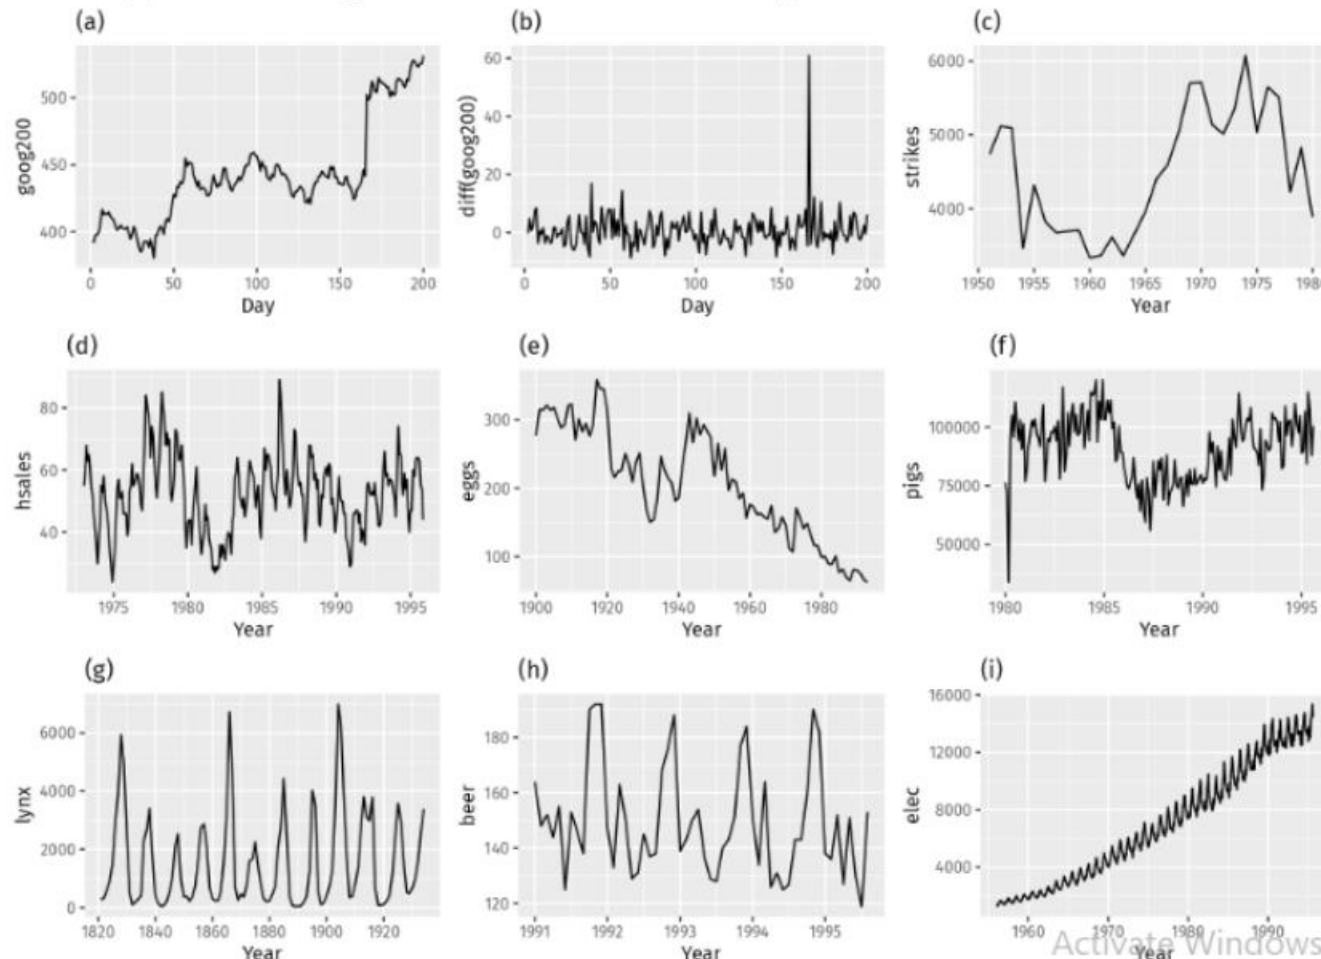 (a)
goog200
500
450
400
0 50 100 150 200
Day
(b)
diff(goog200)
60
40
20
0
0 50 100 150 200
Day
(c)
strikes
6000
5000
4000
1950 1955 1960 1965 1970 1975 198
Year
(d)
hsales
80
60
40
1975 1980 1985 1990 1995
Year
(e)
eggs
300
200
100
1900 1920 1940 1960 1980
Year
(f)
pigs
100000
75000
50000
1980 1985 1990 1995
Year
(g)
lynx
6000
4000
2000
0
1820 1840 1860 1880 1900 1920
Year
(h)
beer
180
160
140
120
1991 1992 1993 1994 1995
Year
(i)
elec
16000
12000
8000
4000
1960 1970 1980 1990
Year
Activate Windows